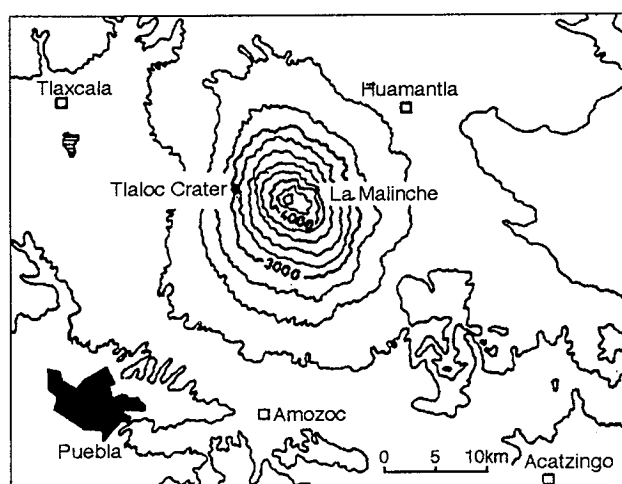 Tlaxcala
Huamantla
Tlaloc Crater
La Malinche
4000
3000
Amozoc
Puebla
0 5 10km
Acatzingo